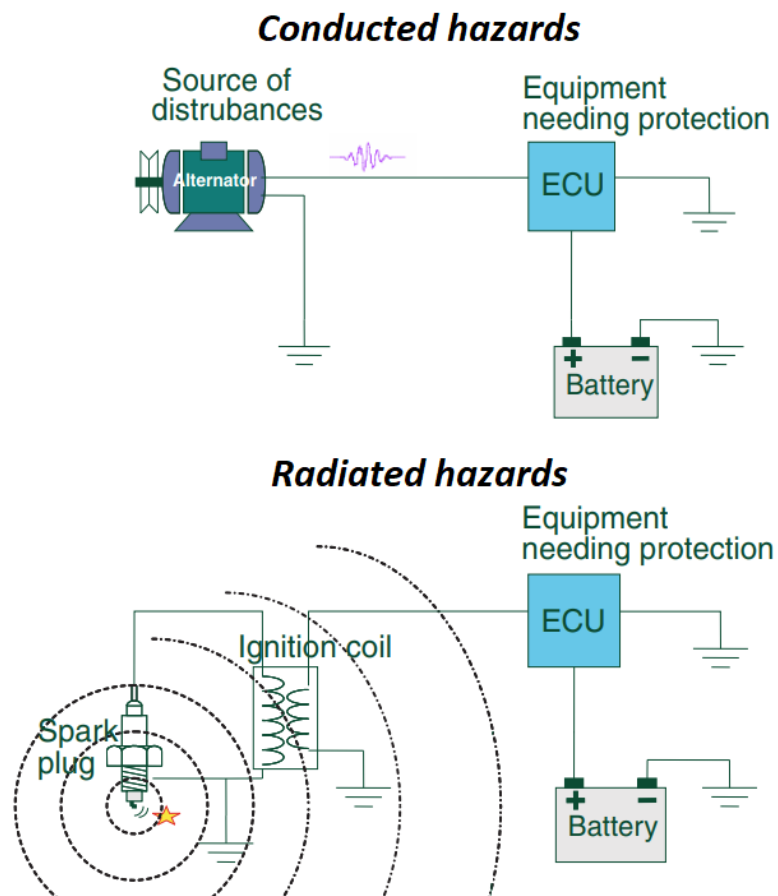 Conducted hazards
Source of
distrubances
Equipment
needing protection
Alternator
ECU
+ −
Battery
Radiated hazards
Equipment
needing protection
ECU
Ignition coil
Spark
plug
+ −
Battery